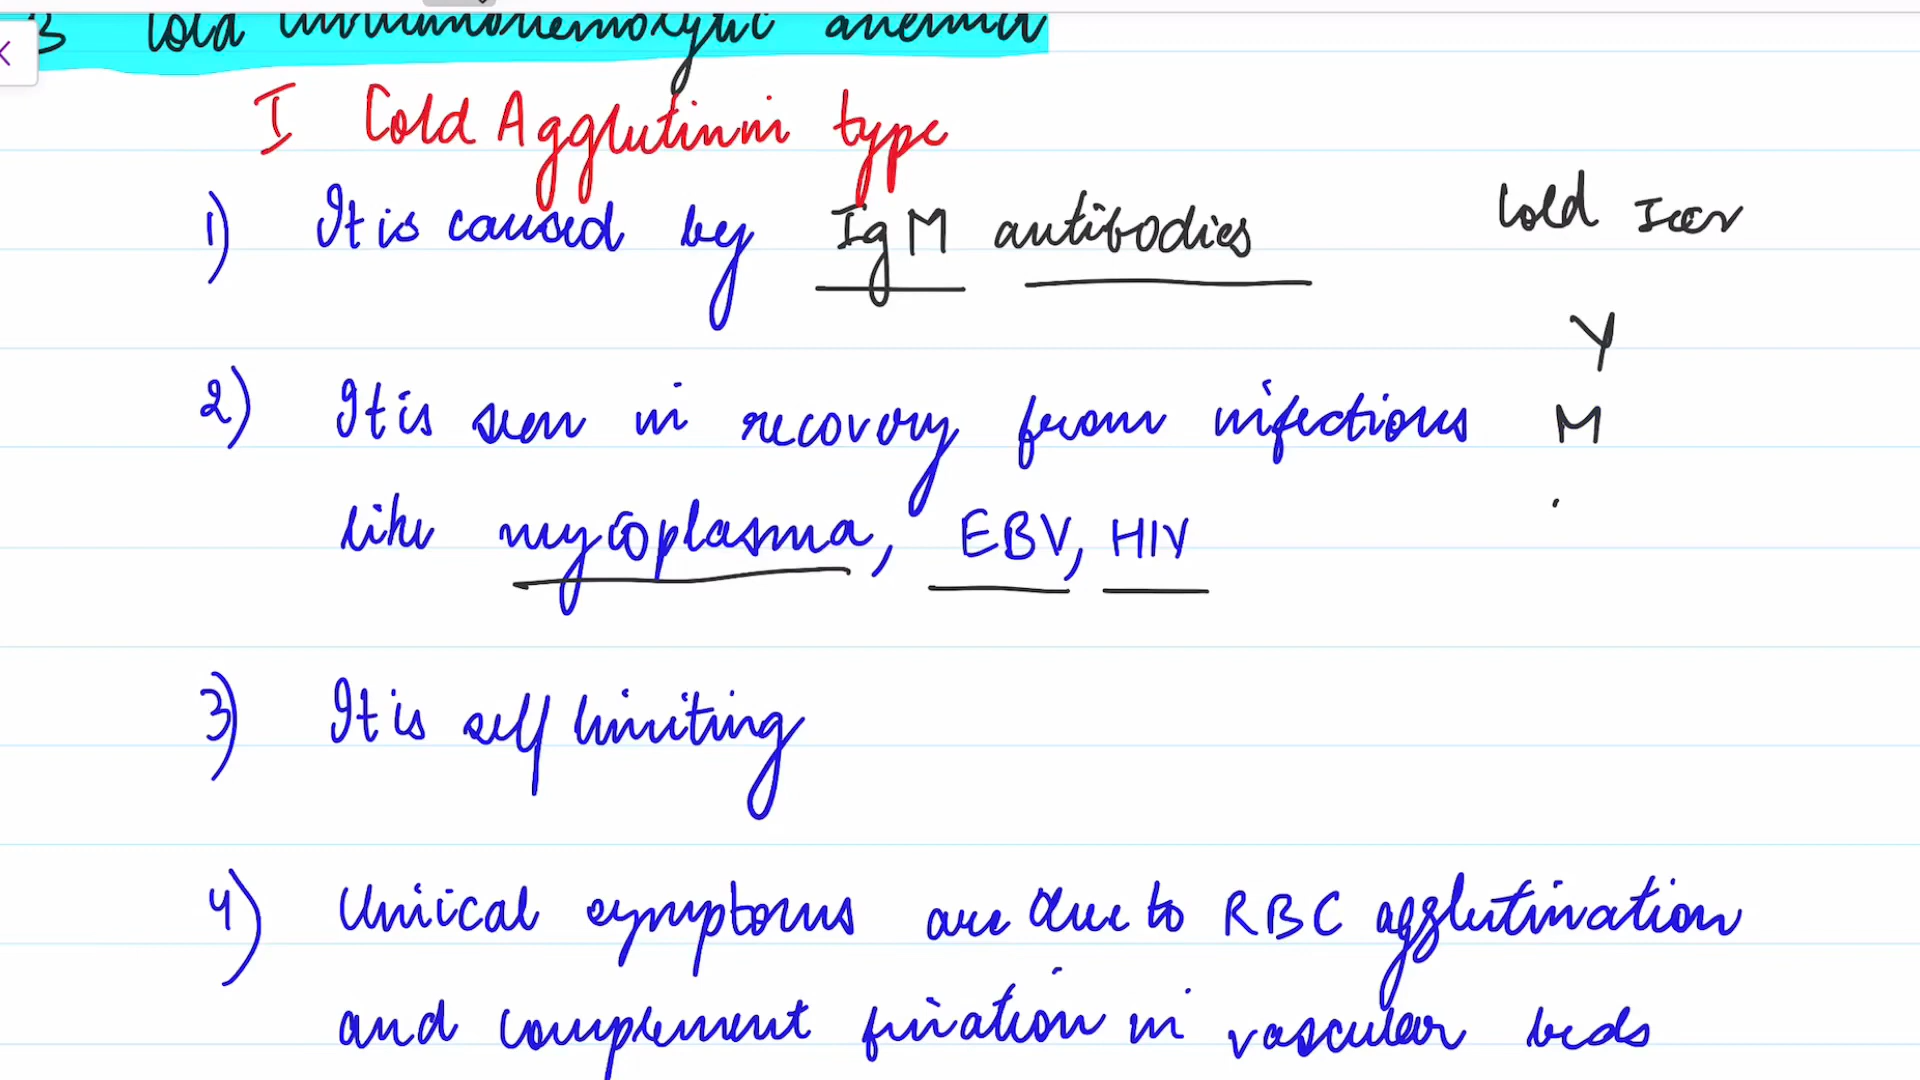 B Cold immunohemolytic anemia
I Cold Agglutinin type
1) It is caused by IgM antibodies
Cold Icer
Y
M
2) It is seen in recovery from infections
like mycoplasma, EBV, HIV
3) It is self limiting
4) Clinical symptoms are due to RBC agglutination
and complement fixation in vascular beds